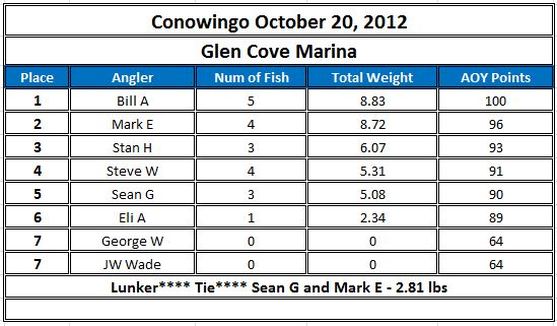 Conowingo October 20, 2012
Glen Cove Marina
Place Angler Num of Fish Total Weight AOY Points
1 Bill A 5 8.83 100
2 Mark E 4 8.72 96
3 Stan H 3 6.07 93
4 Steve W 4 5.31 91
5 Sean G 3 5.08 90
6 Eli A 1 2.34 89
7 George W 0 0 64
7 JW Wade 0 0 64
Lunker**** Tie**** Sean G and Mark E - 2.81 lbs